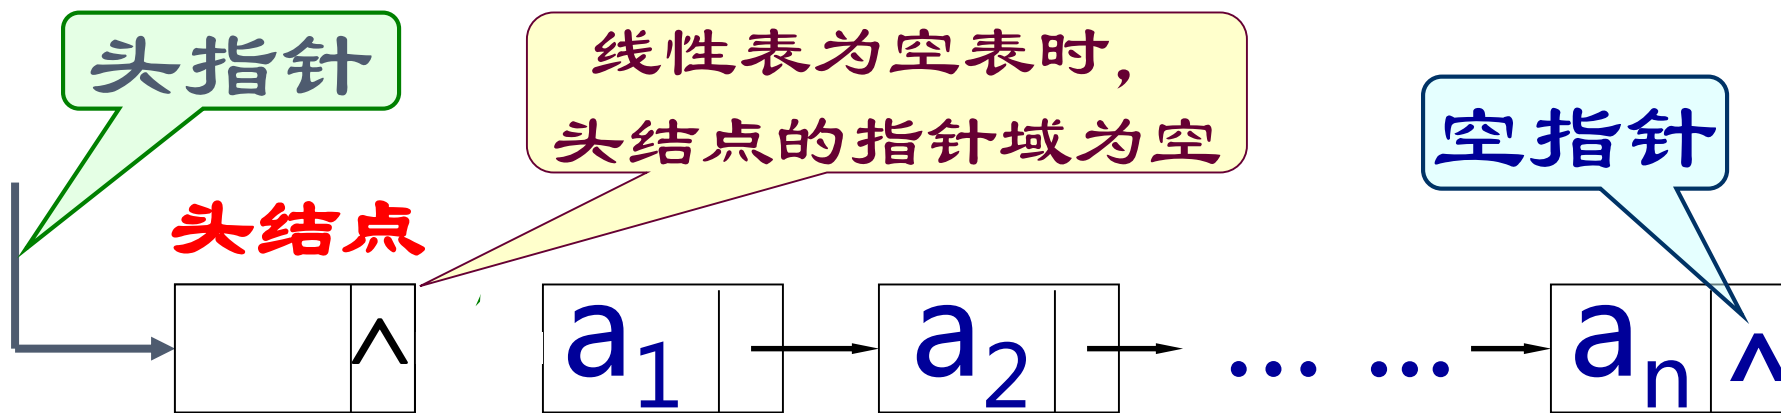 头指针
线性表为空表时，
头结点的指针域为空
空指针
头结点
∧ a1 a2 … … an ∧